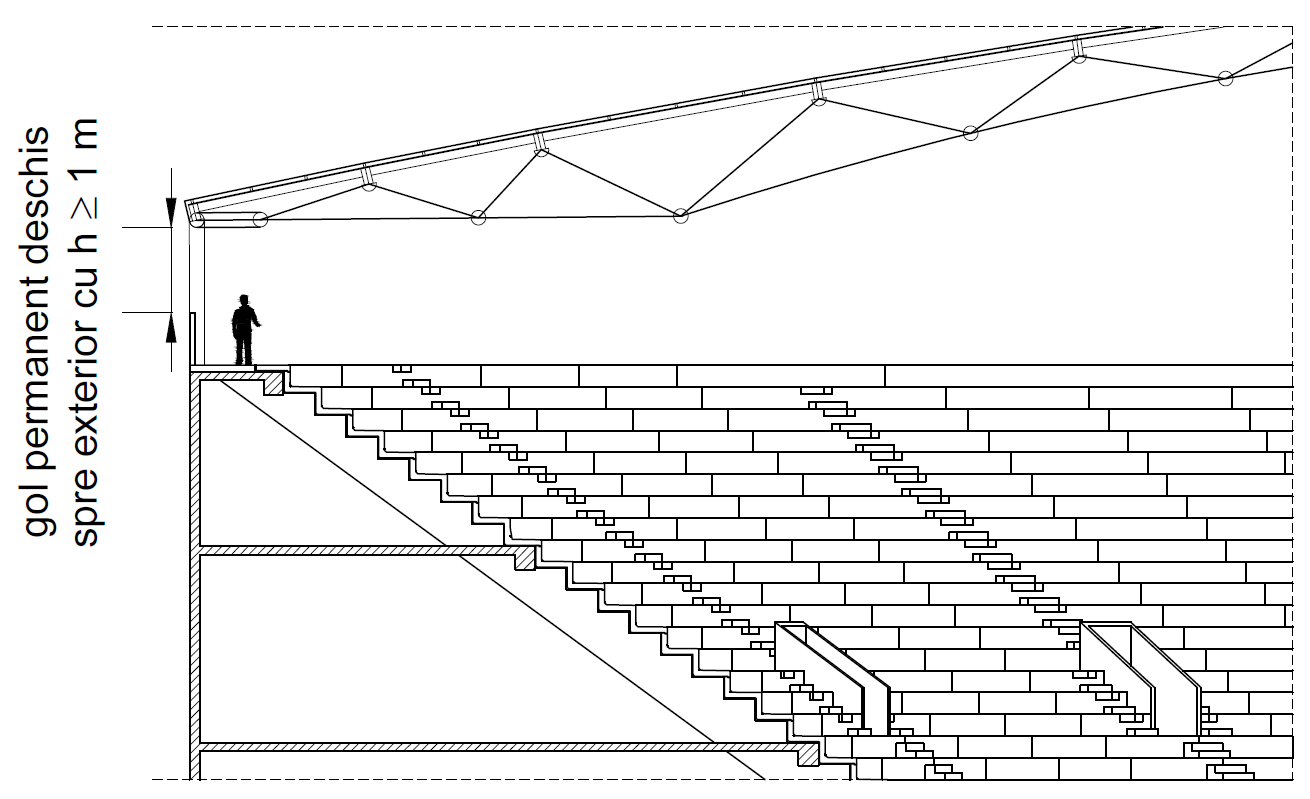 gol permanent deschis
spre exterior cu h ≥ 1 m